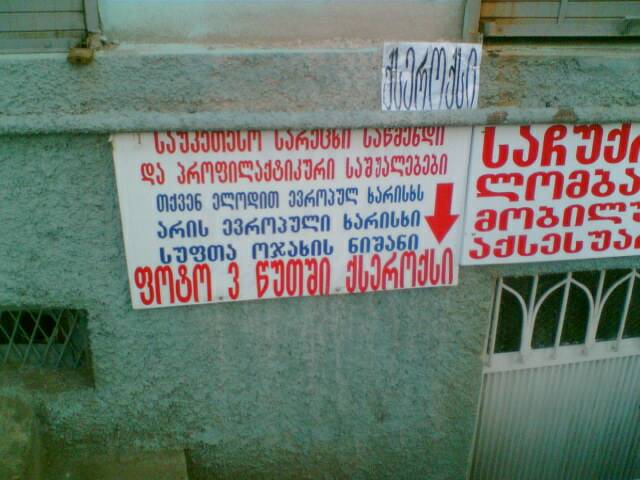 ქსეროქსი
საუკეთესო სარეცხი საწმენდი
და პროფილაქტიკური საშუალებები
თქვენ ელოდით ევროპულ ხარისხს
არის ევროპული ხარისხი
სუფთა ოჯახის ნიშანი
ფოტო 3 წუთში ქსეროქსი
საჩუქ
ლომბა
მობილუ
აქსესუა